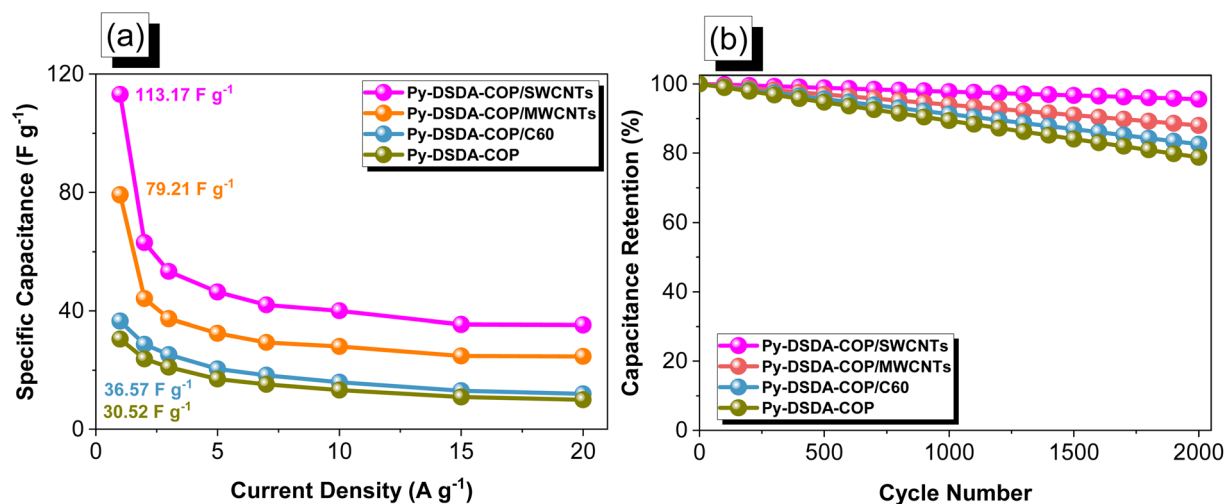 (a)
Specific Capacitance (F g⁻¹)
120
80
40
0
113.17 F g⁻¹
79.21 F g⁻¹
36.57 F g⁻¹
30.52 F g⁻¹
Py-DSDA-COP/SWCNTs
Py-DSDA-COP/MWCNTs
Py-DSDA-COP/C60
Py-DSDA-COP
0 5 10 15 20
Current Density (A g⁻¹)
(b)
Capacitance Retention (%)
100
80
60
40
20
0
Py-DSDA-COP/SWCNTs
Py-DSDA-COP/MWCNTs
Py-DSDA-COP/C60
Py-DSDA-COP
0 500 1000 1500 2000
Cycle Number